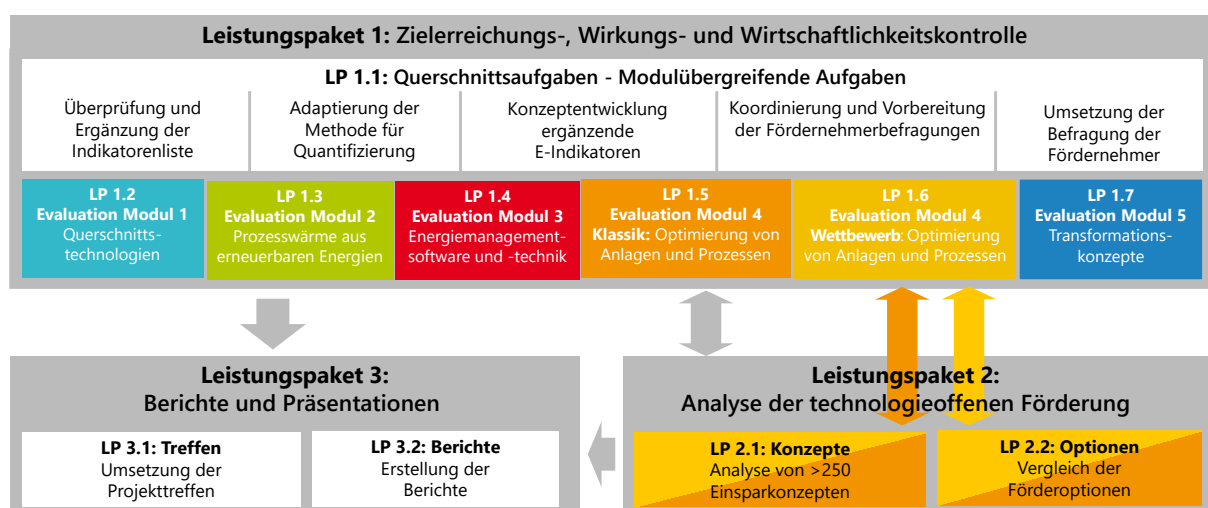 Leistungspaket 1: Zielerreichungs-, Wirkungs- und Wirtschaftlichkeitskontrolle
LP 1.1: Querschnittsaufgaben - Modulübergreifende Aufgaben
Überprüfung und
Ergänzung der
Indikatorenliste
Adaptierung der
Methode für
Quantifizierung
Konzeptentwicklung
ergänzende
E-Indikatoren
Koordinierung und Vorbereitung
der Fördernehmerbefragungen
Umsetzung der
Befragung der
Fördernehmer
LP 1.2
Evaluation Modul 1
Querschnitts-
technologien
LP 1.3
Evaluation Modul 2
Prozesswärme aus
erneuerbaren Energien
LP 1.4
Evaluation Modul 3
Energiemanagement-
software und -technik
LP 1.5
Evaluation Modul 4
Klassik: Optimierung von
Anlagen und Prozessen
LP 1.6
Evaluation Modul 4
Wettbewerb: Optimierung
von Anlagen und Prozessen
LP 1.7
Evaluation Modul 5
Transformations-
konzepte
Leistungspaket 3:
Berichte und Präsentationen
LP 3.1: Treffen
Umsetzung der
Projekttreffen
LP 3.2: Berichte
Erstellung der
Berichte
Leistungspaket 2:
Analyse der technologieoffenen Förderung
LP 2.1: Konzepte
Analyse von >250
Einsparkonzepten
LP 2.2: Optionen
Vergleich der
Förderoptionen